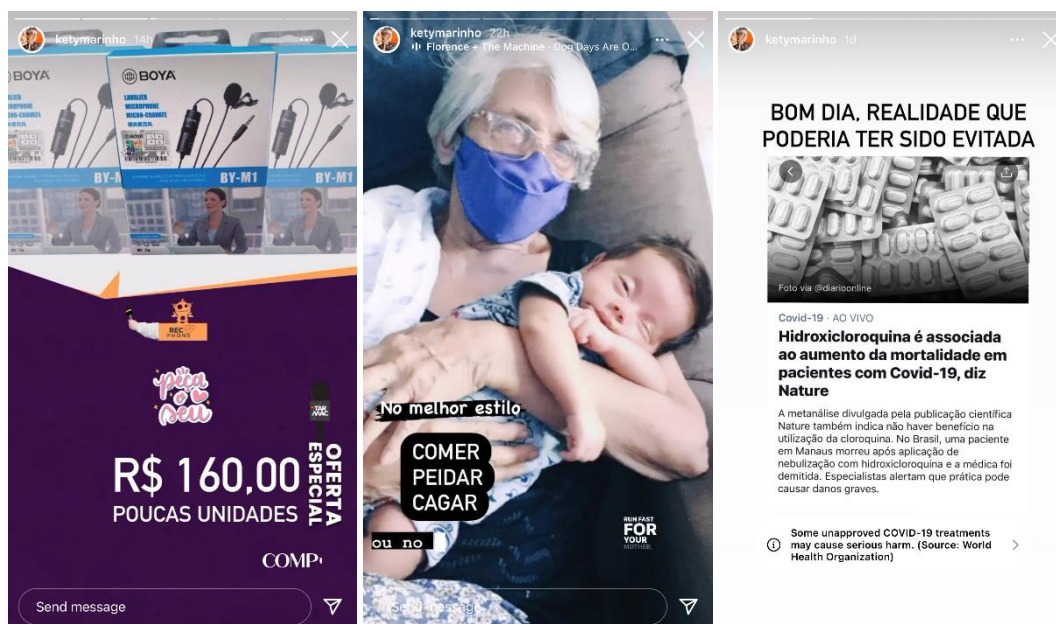 ketymarinho 14h
BOYA
BOYA
BOYA
LAVALIER
MICROPHONE
BY-M1
BY-M1
REC
PHONE
peça
o
seu
TAR
MAC
OFERTA
ESPECIAL
R$ 160,00
POUCAS UNIDADES
COMP
Send message
ketymarinho 22h
Florence + The Machine · Dog Days Are O...
No melhor estilo
COMER
PEIDAR
CAGAR
ou no
RUN FAST
FOR
YOUR
MOTHER.
Send message
ketymarinho 1d
BOM DIA, REALIDADE QUE
PODERIA TER SIDO EVITADA
Foto via @diarioonline
Covid-19 · AO VIVO
Hidroxicloroquina é associada
ao aumento da mortalidade em
pacientes com Covid-19, diz
Nature
A metanálise divulgada pela publicação científica
Nature também indica não haver benefício na
utilização da cloroquina. No Brasil, uma paciente
em Manaus morreu após aplicação de
nebulização com hidroxicloroquina e a médica foi
demitida. Especialistas alertam que prática pode
causar danos graves.
Some unapproved COVID-19 treatments
may cause serious harm. (Source: World
Health Organization)